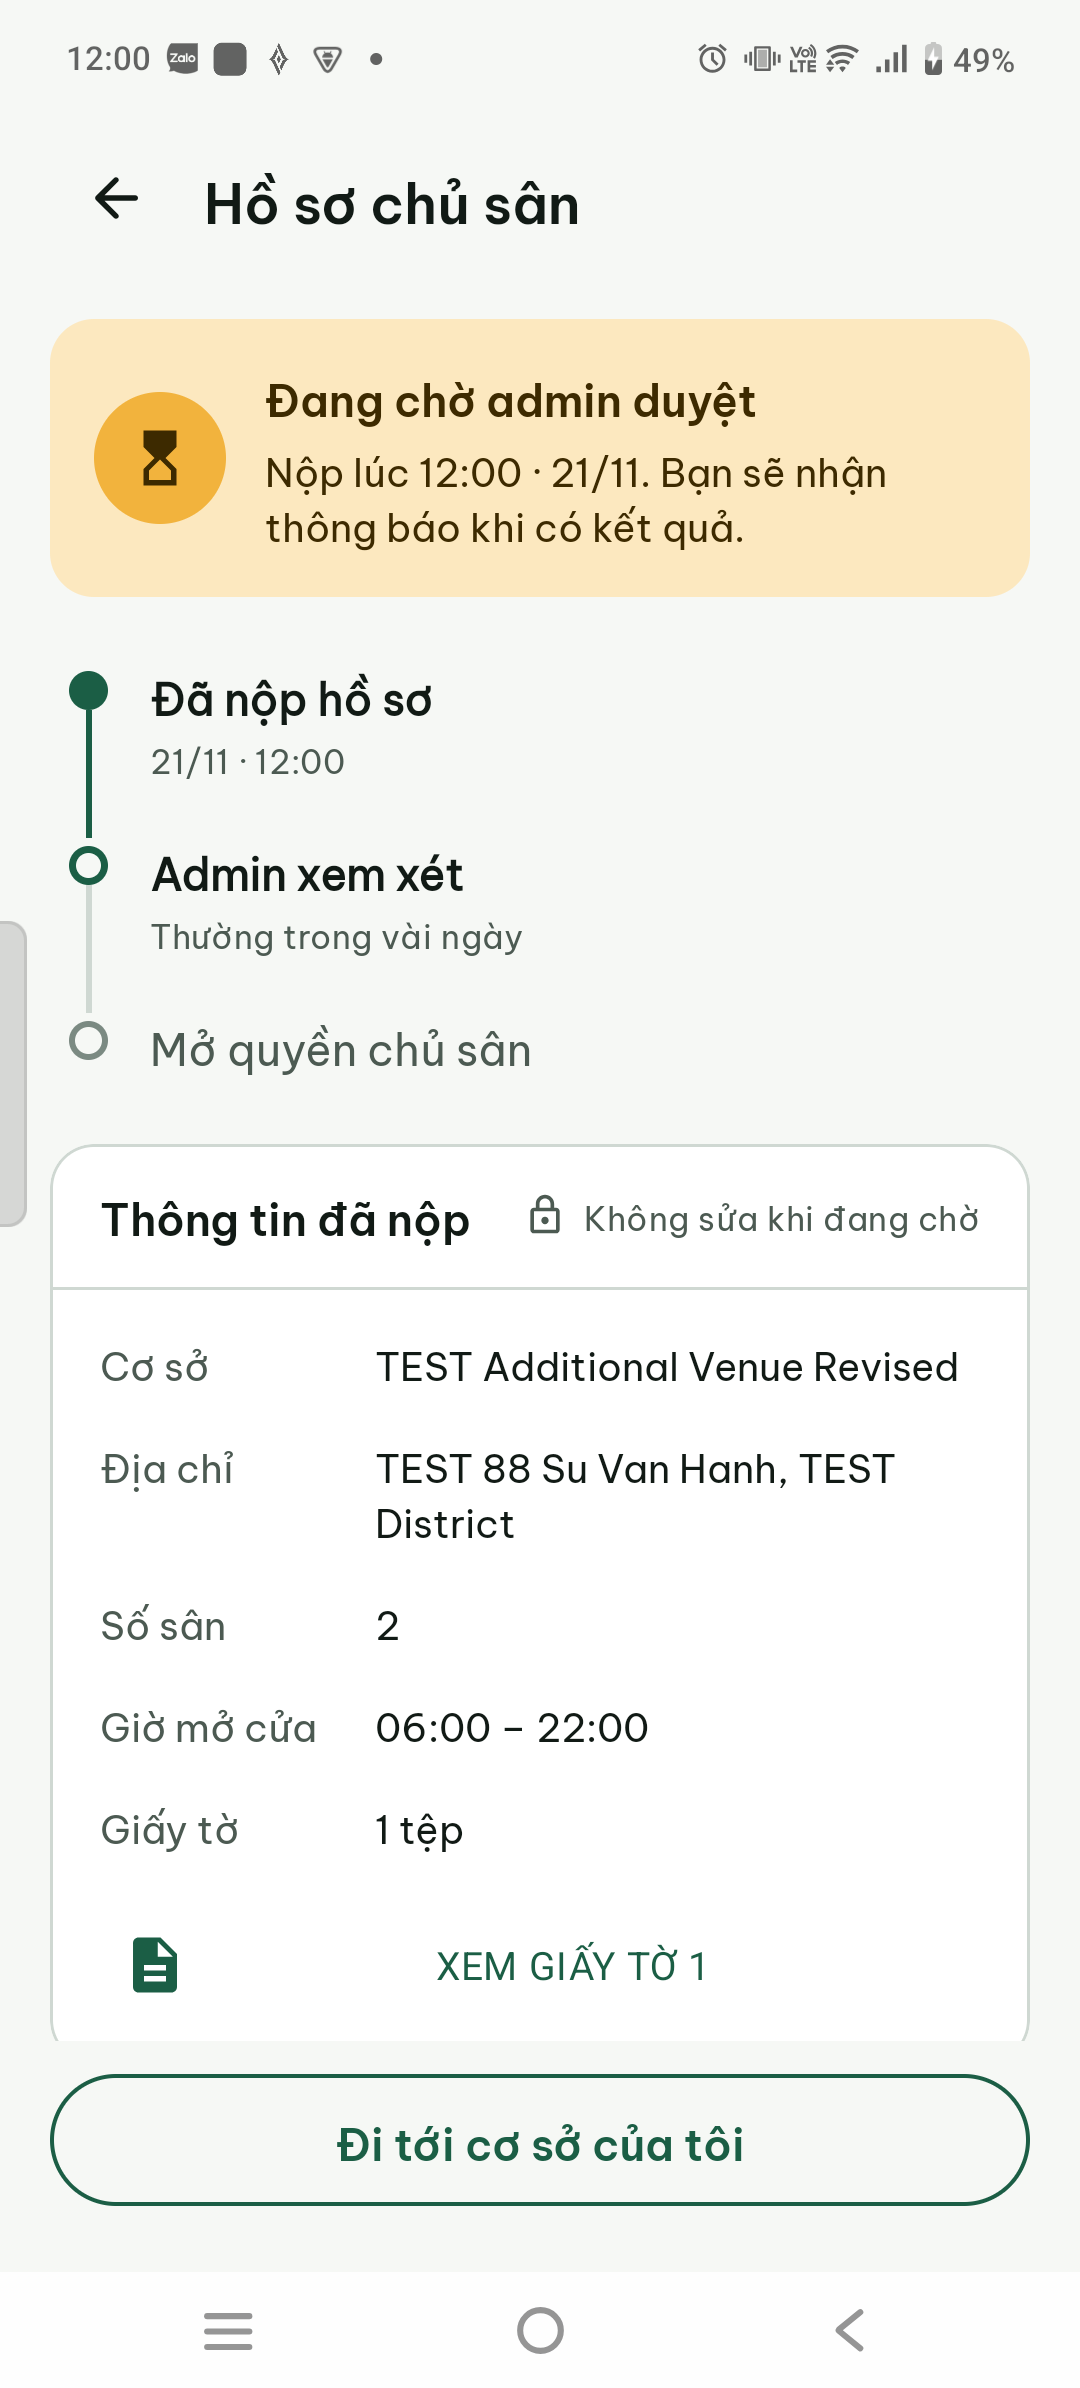 12:00
Zalo
Vo)) LTE
49%
Hồ sơ chủ sân
Đang chờ admin duyệt
Nộp lúc 12:00 · 21/11. Bạn sẽ nhận
thông báo khi có kết quả.
Đã nộp hồ sơ
21/11 · 12:00
Admin xem xét
Thường trong vài ngày
Mở quyền chủ sân
Thông tin đã nộp
Không sửa khi đang chờ
Cơ sở
TEST Additional Venue Revised
Địa chỉ
TEST 88 Su Van Hanh, TEST
District
Số sân
2
Giờ mở cửa
06:00 – 22:00
Giấy tờ
1 tệp
XEM GIẤY TỜ 1
Đi tới cơ sở của tôi